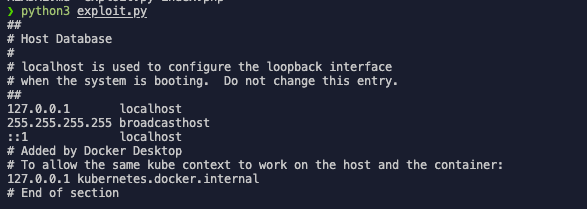 ❯ python3 exploit.py
##
# Host Database
#
# localhost is used to configure the loopback interface
# when the system is booting.  Do not change this entry.
##
127.0.0.1       localhost
255.255.255.255 broadcasthost
::1             localhost
# Added by Docker Desktop
# To allow the same kube context to work on the host and the container:
127.0.0.1 kubernetes.docker.internal
# End of section